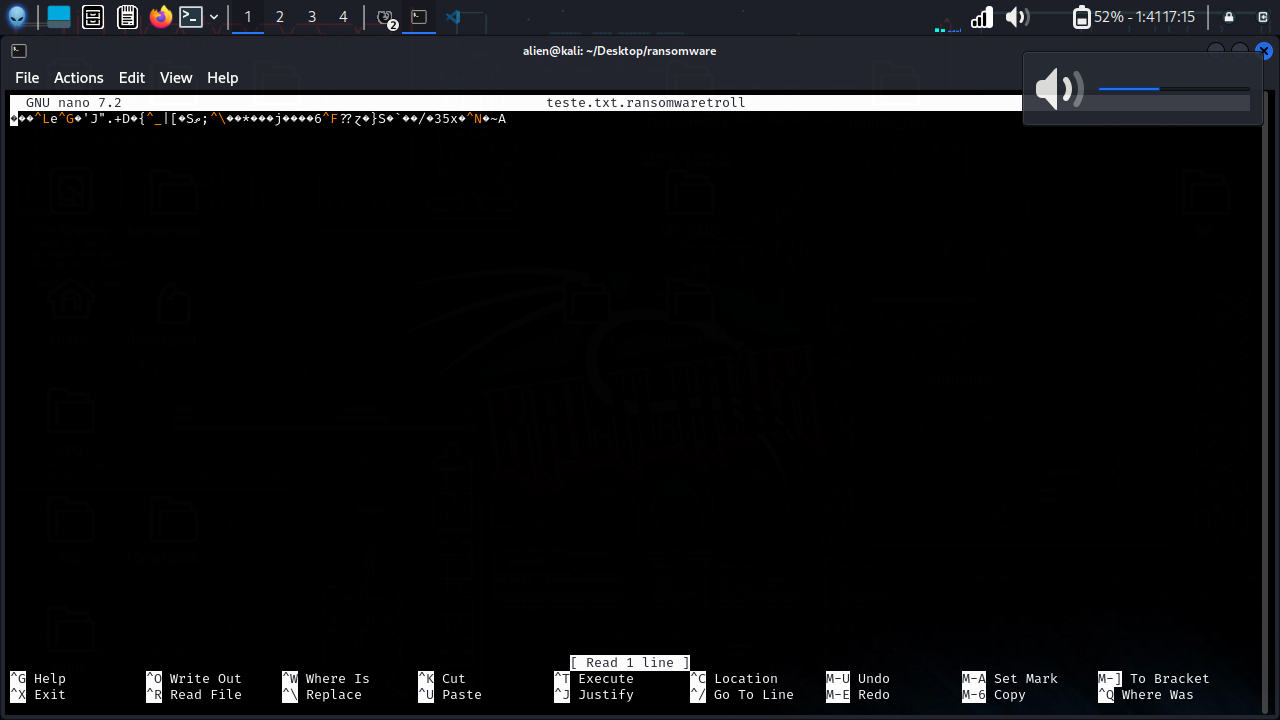 1 2 3 4 2 52% - 1:41 17:15
alien@kali: ~/Desktop/ransomware
File Actions Edit View Help
GNU nano 7.2 teste.txt.ransomwaretroll
���^Le^G�'J".+D�{^_|[�S;^\��*���j����6^F⁇ɀ�}S�`��/�35x�^N�~A
[ Read 1 line ]
^G Help ^O Write Out ^W Where Is ^K Cut ^T Execute ^C Location M-U Undo M-A Set Mark M-] To Bracket
^X Exit ^R Read File ^\ Replace ^U Paste ^J Justify ^/ Go To Line M-E Redo M-6 Copy ^Q Where Was